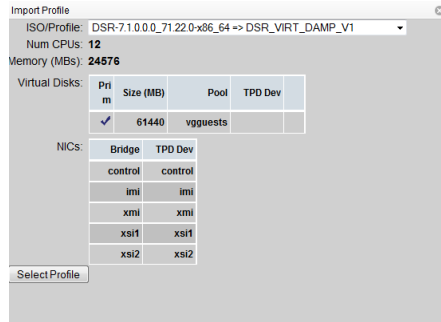 Import Profile
ISO/Profile: DSR-7.1.0.0.0_71.22.0-x86_64 => DSR_VIRT_DAMP_V1
Num CPUs: 12
Memory (MBs): 24576
Virtual Disks:
Prim Size (MB) Pool TPD Dev
61440 vgguests
NICs:
Bridge TPD Dev
control control
imi imi
xmi xmi
xsi1 xsi1
xsi2 xsi2
Select Profile